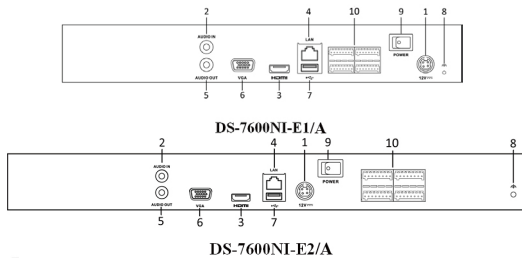 2 4 10 9 1 8
AUDIO IN LAN
POWER
AUDIO OUT VGA HDMI 12V
5 6 3 7
DS-7600NI-E1/A
2 4 1 9 10 8
AUDIO IN LAN
POWER
AUDIO OUT VGA HDMI 12V
5 6 3 7
DS-7600NI-E2/A